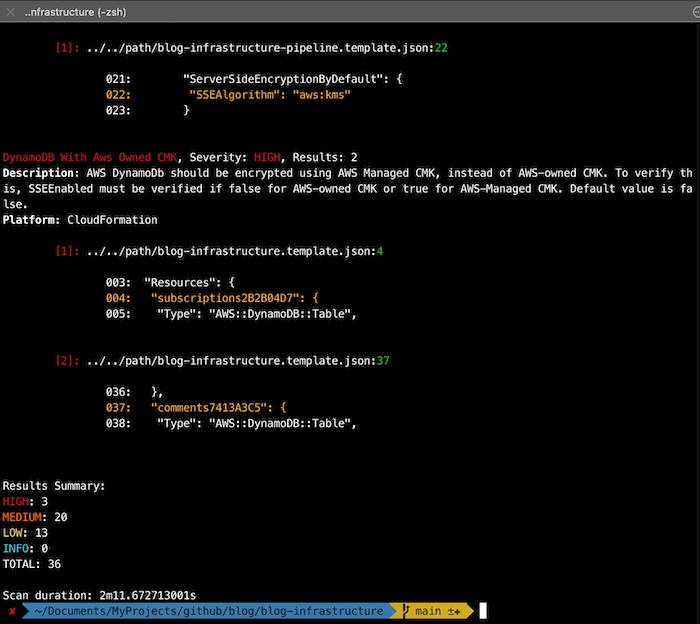 ..nfrastructure (-zsh)
[1]: ../../path/blog-infrastructure-pipeline.template.json:22
021: "ServerSideEncryptionByDefault": {
022: "SSEAlgorithm": "aws:kms"
023: }
DynamoDB With Aws Owned CMK, Severity: HIGH, Results: 2
Description: AWS DynamoDb should be encrypted using AWS Managed CMK, instead of AWS-owned CMK. To verify th
is, SSEEnabled must be verified if false for AWS-owned CMK or true for AWS-Managed CMK. Default value is fa
lse.
Platform: CloudFormation
[1]: ../../path/blog-infrastructure.template.json:4
003: "Resources": {
004: "subscriptions2B2B04D7": {
005: "Type": "AWS::DynamoDB::Table",
[2]: ../../path/blog-infrastructure.template.json:37
036: },
037: "comments7413A3C5": {
038: "Type": "AWS::DynamoDB::Table",
Results Summary:
HIGH: 3
MEDIUM: 20
LOW: 13
INFO: 0
TOTAL: 36
Scan duration: 2m11.672713001s
✘ ~/Documents/MyProjects/github/blog/blog-infrastructure main ±✚